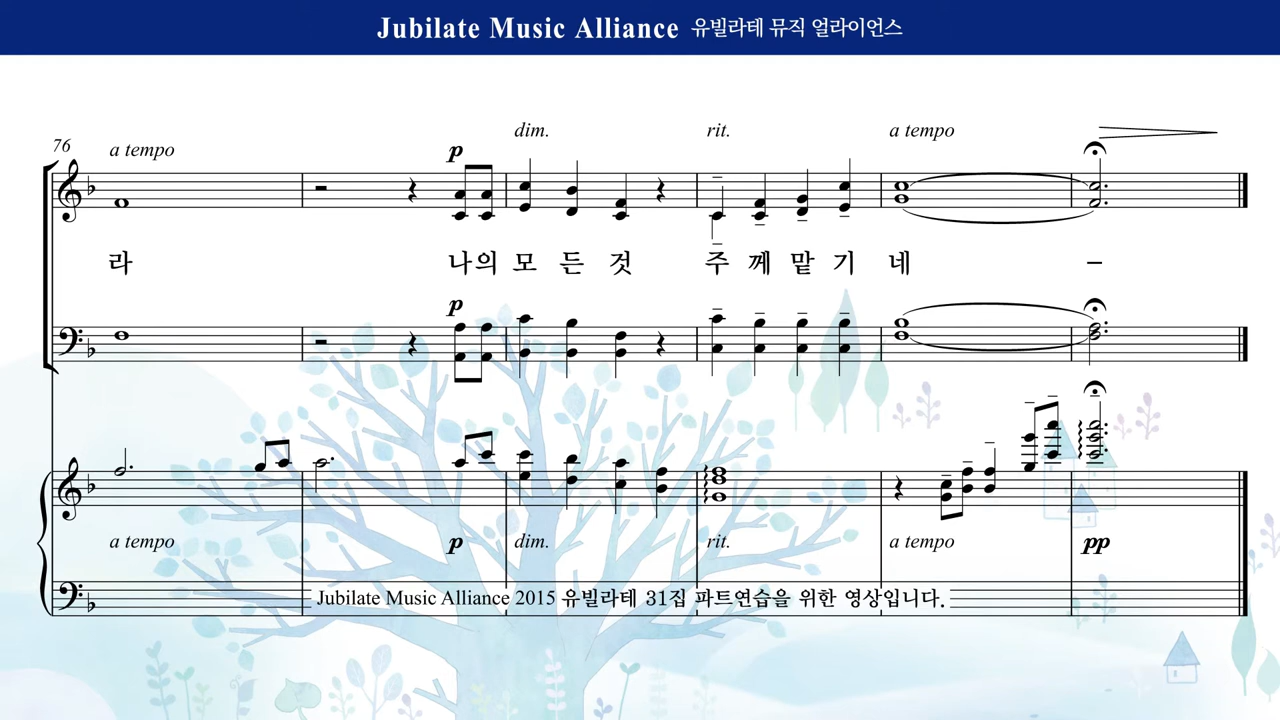 Jubilate Music Alliance 유빌라테 뮤직 얼라이언스
dim. rit. a tempo
76 a tempo p
라 나의 모 든 것 주 께 맡 기 네 –
p
a tempo p dim. rit. a tempo pp
Jubilate Music Alliance 2015 유빌라테 31집 파트연습을 위한 영상입니다.